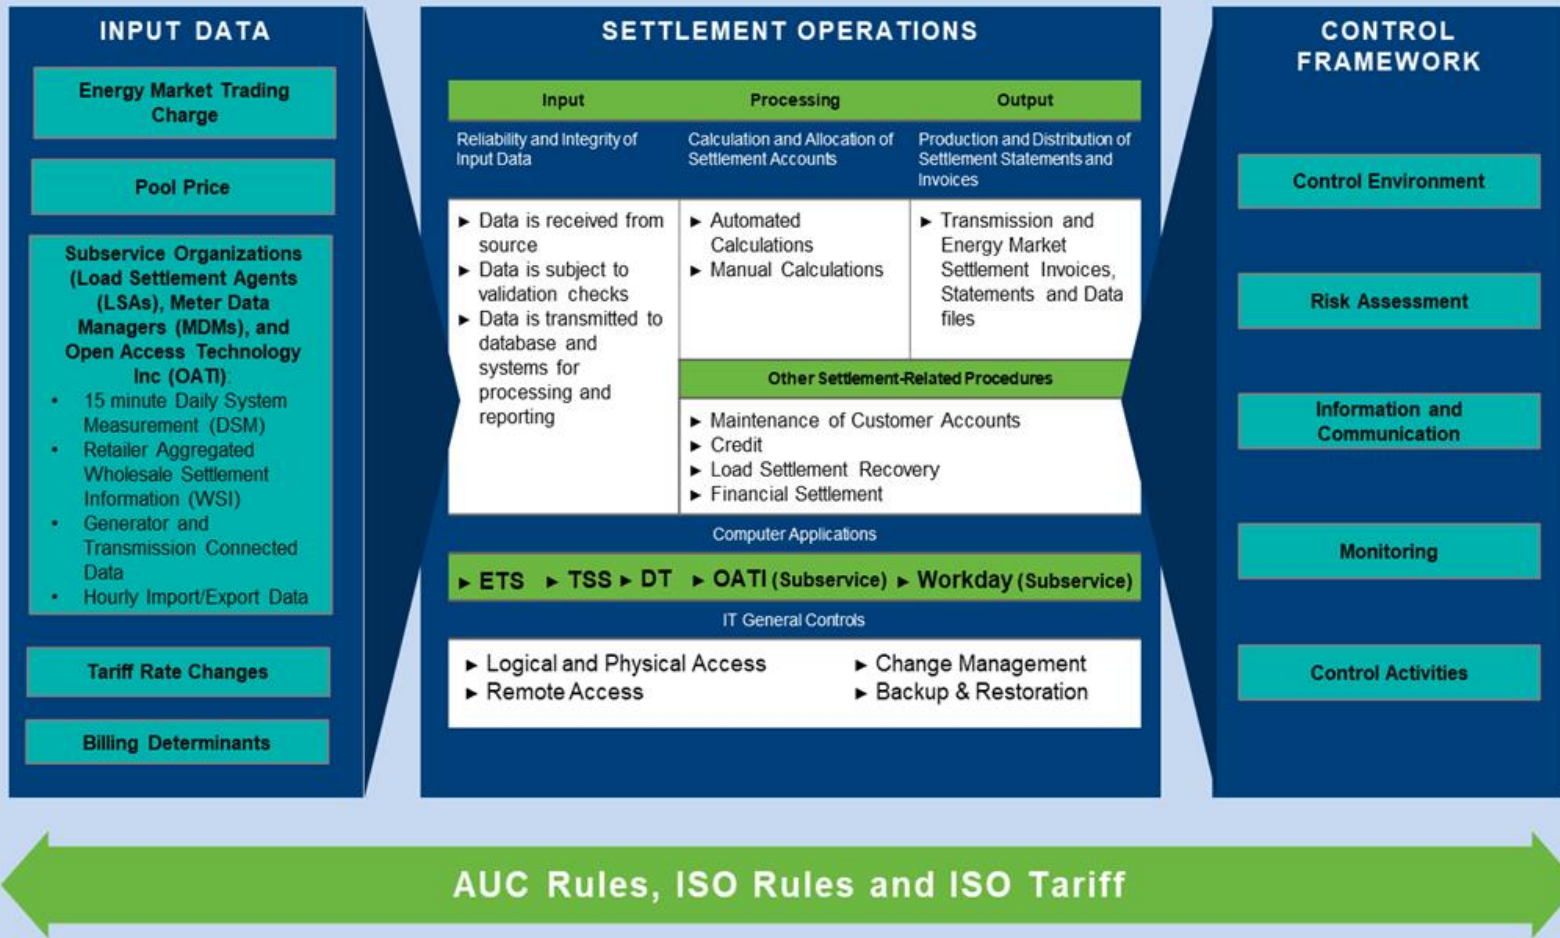 INPUT DATA
Energy Market Trading
Charge
Pool Price
Subservice Organizations
(Load Settlement Agents
(LSAs), Meter Data
Managers (MDMs), and
Open Access Technology
Inc (OATI):
• 15 minute Daily System
Measurement (DSM)
• Retailer Aggregated
Wholesale Settlement
Information (WSI)
• Generator and
Transmission Connected
Data
• Hourly Import/Export Data
Tariff Rate Changes
Billing Determinants
SETTLEMENT OPERATIONS
Input
Reliability and Integrity of
Input Data
► Data is received from
source
► Data is subject to
validation checks
► Data is transmitted to
database and
systems for
processing and
reporting
Processing
Calculation and Allocation of
Settlement Accounts
► Automated
Calculations
► Manual Calculations
Output
Production and Distribution of
Settlement Statements and
Invoices
► Transmission and
Energy Market
Settlement Invoices,
Statements and Data
files
Other Settlement-Related Procedures
► Maintenance of Customer Accounts
► Credit
► Load Settlement Recovery
► Financial Settlement
Computer Applications
► ETS ► TSS ► DT ► OATI (Subservice) ► Workday (Subservice)
IT General Controls
► Logical and Physical Access
► Remote Access
► Change Management
► Backup & Restoration
CONTROL
FRAMEWORK
Control Environment
Risk Assessment
Information and
Communication
Monitoring
Control Activities
AUC Rules, ISO Rules and ISO Tariff